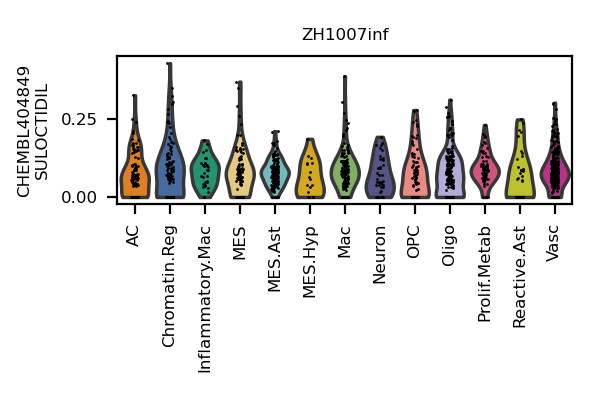 ZH1007inf
CHEMBL404849
SULOCTIDIL
0.25
0.00
AC
Chromatin.Reg
Inflammatory.Mac
MES
MES.Ast
MES.Hyp
Mac
Neuron
OPC
Oligo
Prolif.Metab
Reactive.Ast
Vasc